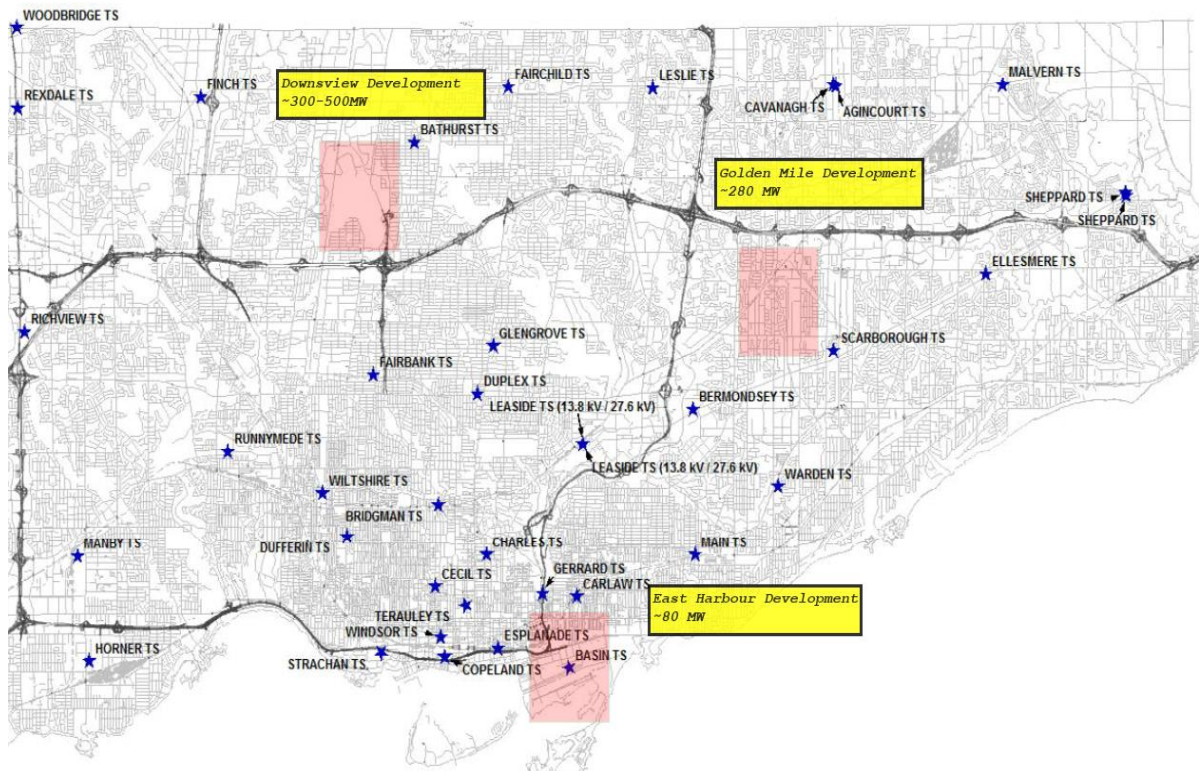 WOODBRIDGE TS
Downsview Development
~300-500MW
FINCH TS
FAIRCHILD TS
LESLIE TS
MALVERN TS
REXDALE TS
CAVANAGH TS
AGINCOURT TS
BATHURST TS
Golden Mile Development
~280 MW
SHEPPARD TS
SHEPPARD TS
ELLESMERE TS
RICHVIEW TS
GLENGROVE TS
SCARBOROUGH TS
FAIRBANK TS
DUPLEX TS
BERMONDSEY TS
LEASIDE TS (13.8 kV / 27.6 kV)
RUNNYMEDE TS
LEASIDE TS (13.8 kV / 27.6 kV)
WARDEN TS
WILTSHIRE TS
BRIDGMAN TS
MANBY TS
DUFFERIN TS
CHARLES TS
MAIN TS
GERRARD TS
CECIL TS
CARLAW TS
East Harbour Development
~80 MW
TERAULEY TS
WINDSOR TS
ESPLANADE TS
HORNER TS
STRACHAN TS
COPELAND TS
BASIN TS